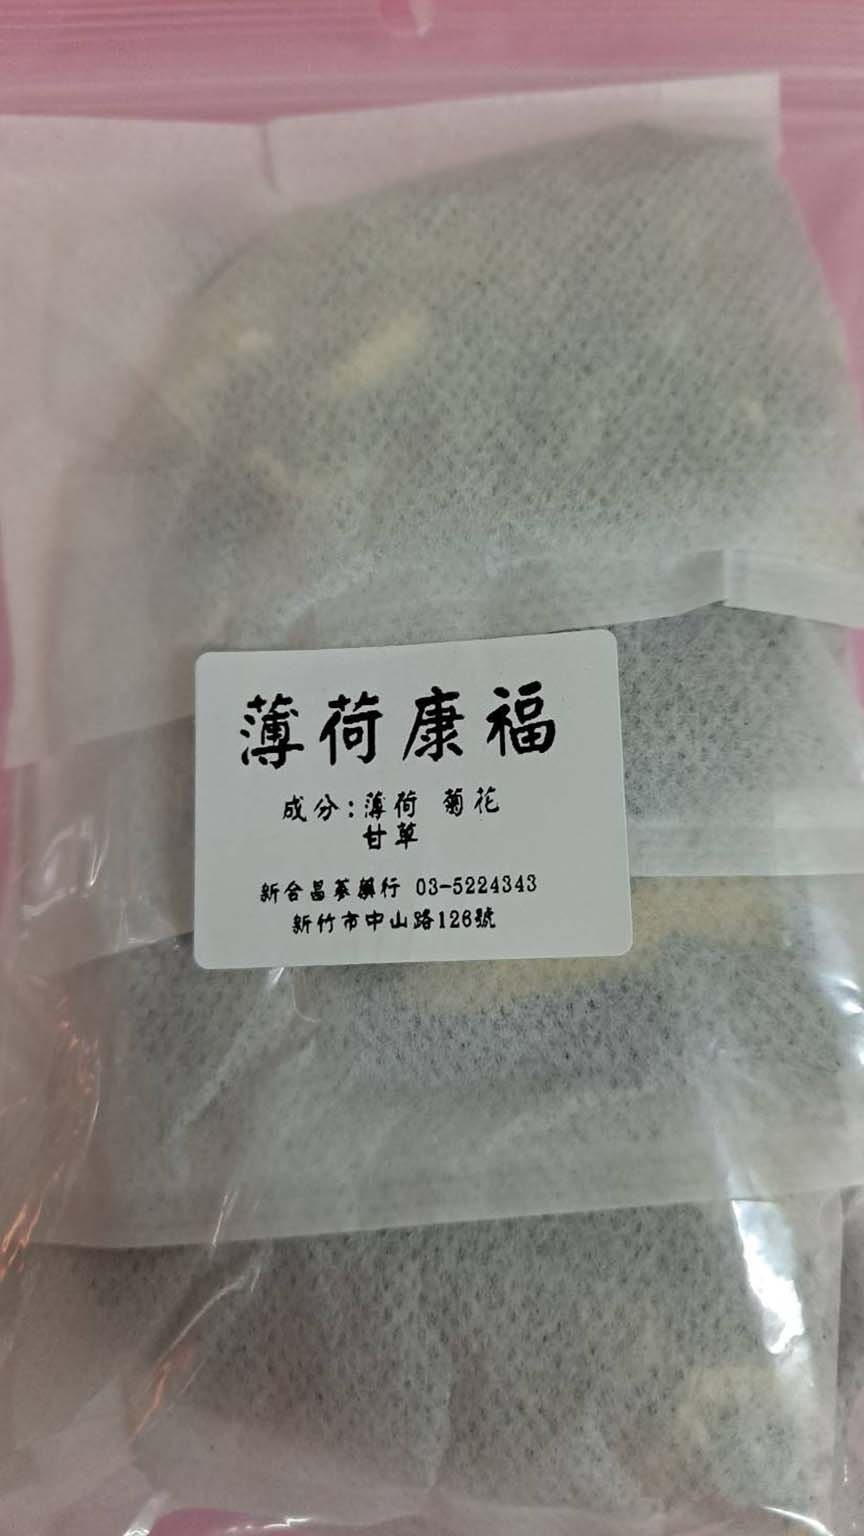 薄荷康福
成分:薄荷 菊花
甘草
新合昌蔘藥行 03-5224343
新竹市中山路126號